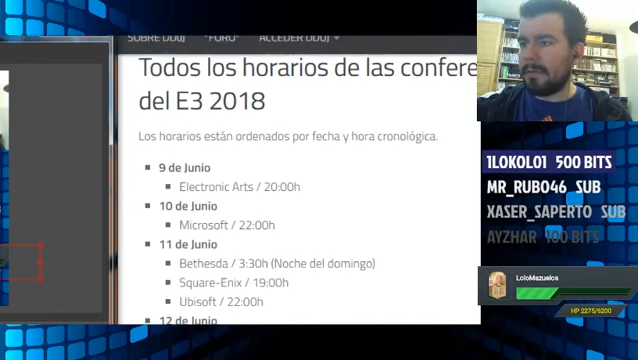 SOBRE DDUJ "FORO" ACCEDER DDUJ
Todos los horarios de las confere
del E3 2018
Los horarios están ordenados por fecha y hora cronológica.
9 de Junio
Electronic Arts / 20:00h
10 de Junio
Microsoft / 22:00h
11 de Junio
Bethesda / 3:30h (Noche del domingo)
Square-Enix / 19:00h
Ubisoft / 22:00h
12 de Junio
1LOKOLO1 500 BITS
MR_RUBO46 SUB
XASER_SAPERTO SUB
AYZHAR 100 BITS
LoloMazuelos
HP 2275/6200